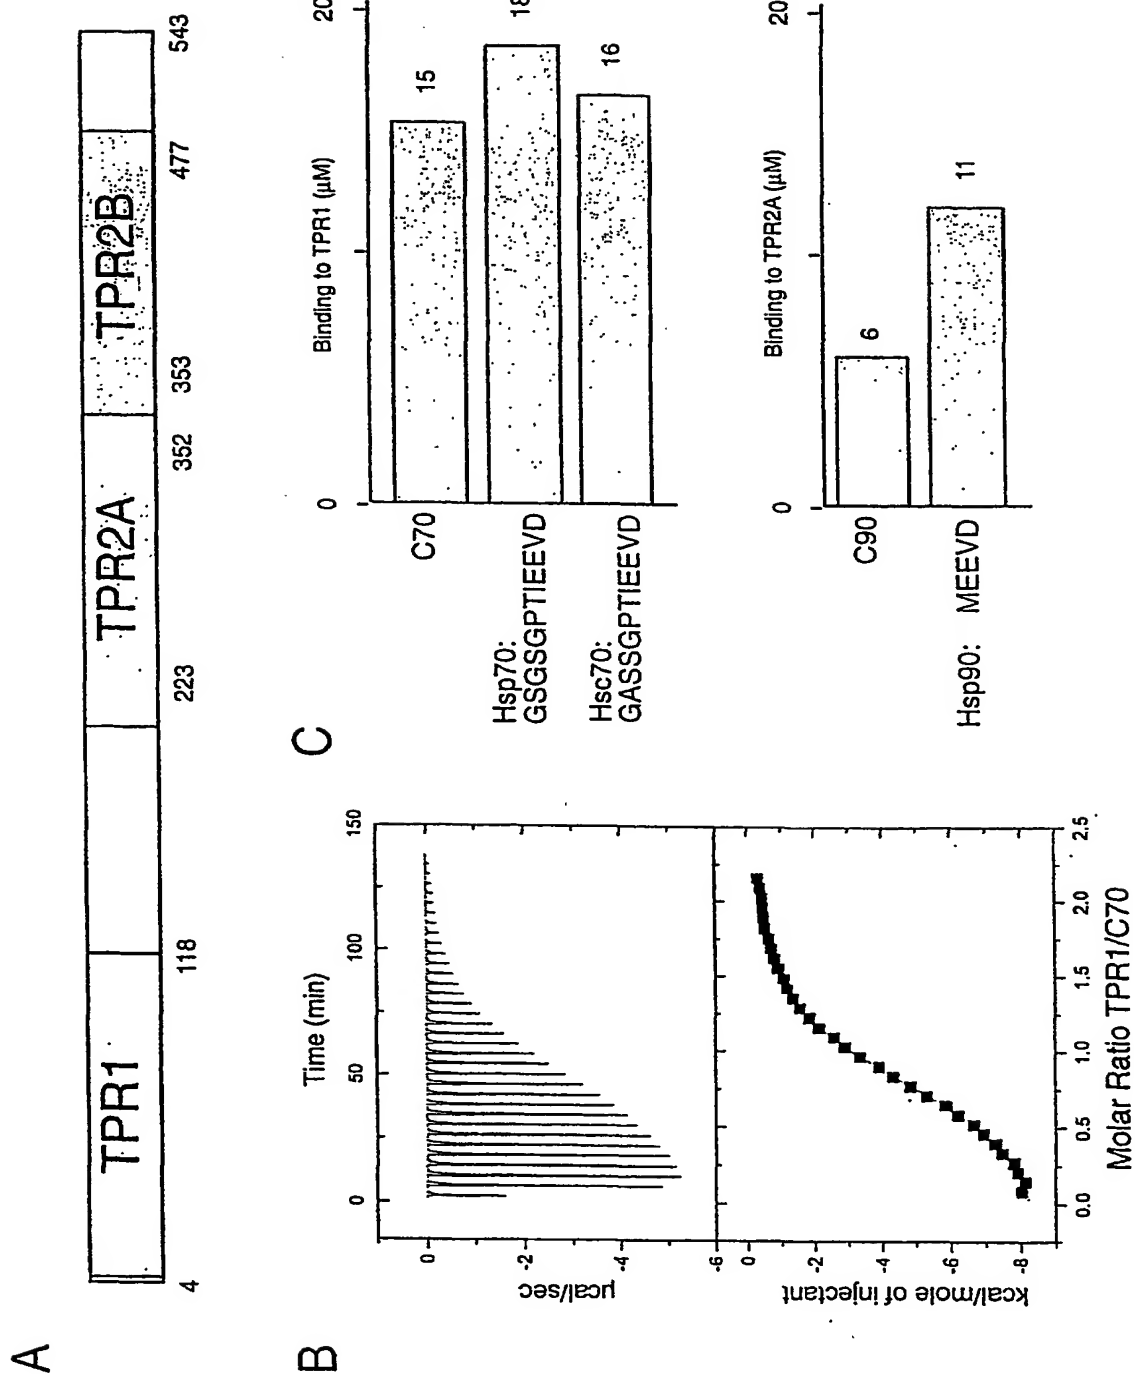 A
TPR1
TPR2A
TPR2B
4
118
223
352
353
477
543
B
Time (min)
0
50
100
150
0
-2
-4
-6
µcal/sec
0
-2
-4
-6
-8
kcal/mole of injectant
0.0
0.5
1.0
1.5
2.0
2.5
Molar Ratio TPR1/C70
C
Binding to TPR1 (µM)
0
20
C70
15
Hsp70:
GSGSGPTIEEVD
18
Hsc70:
GASSGPTIEEVD
16
Binding to TPR2A (µM)
0
20
C90
6
Hsp90: MEEVD
11